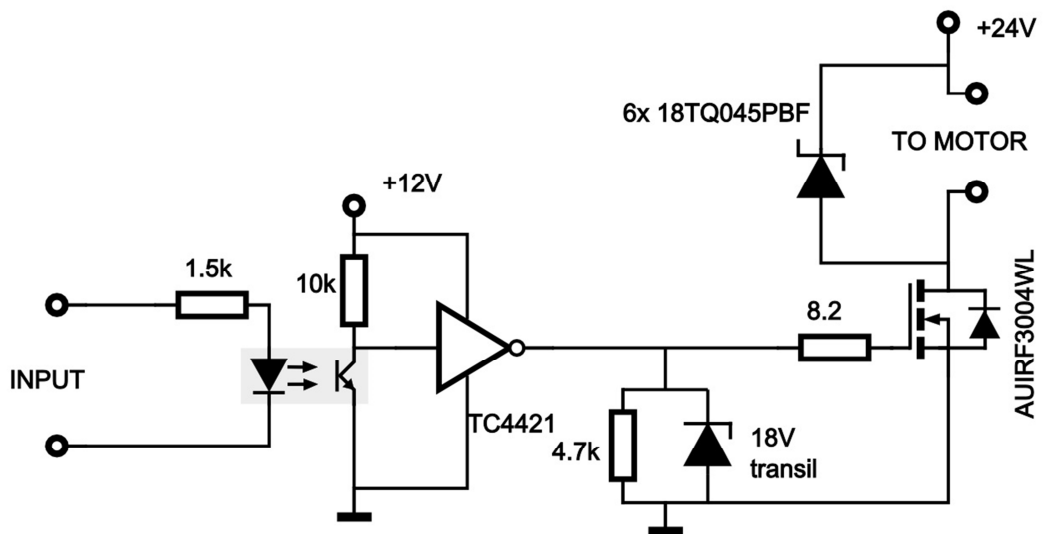 +24V
6x 18TQ045PBF
TO MOTOR
+12V
1.5k
10k
8.2
INPUT
TC4421
4.7k
18V
transil
AUIRF3004WL